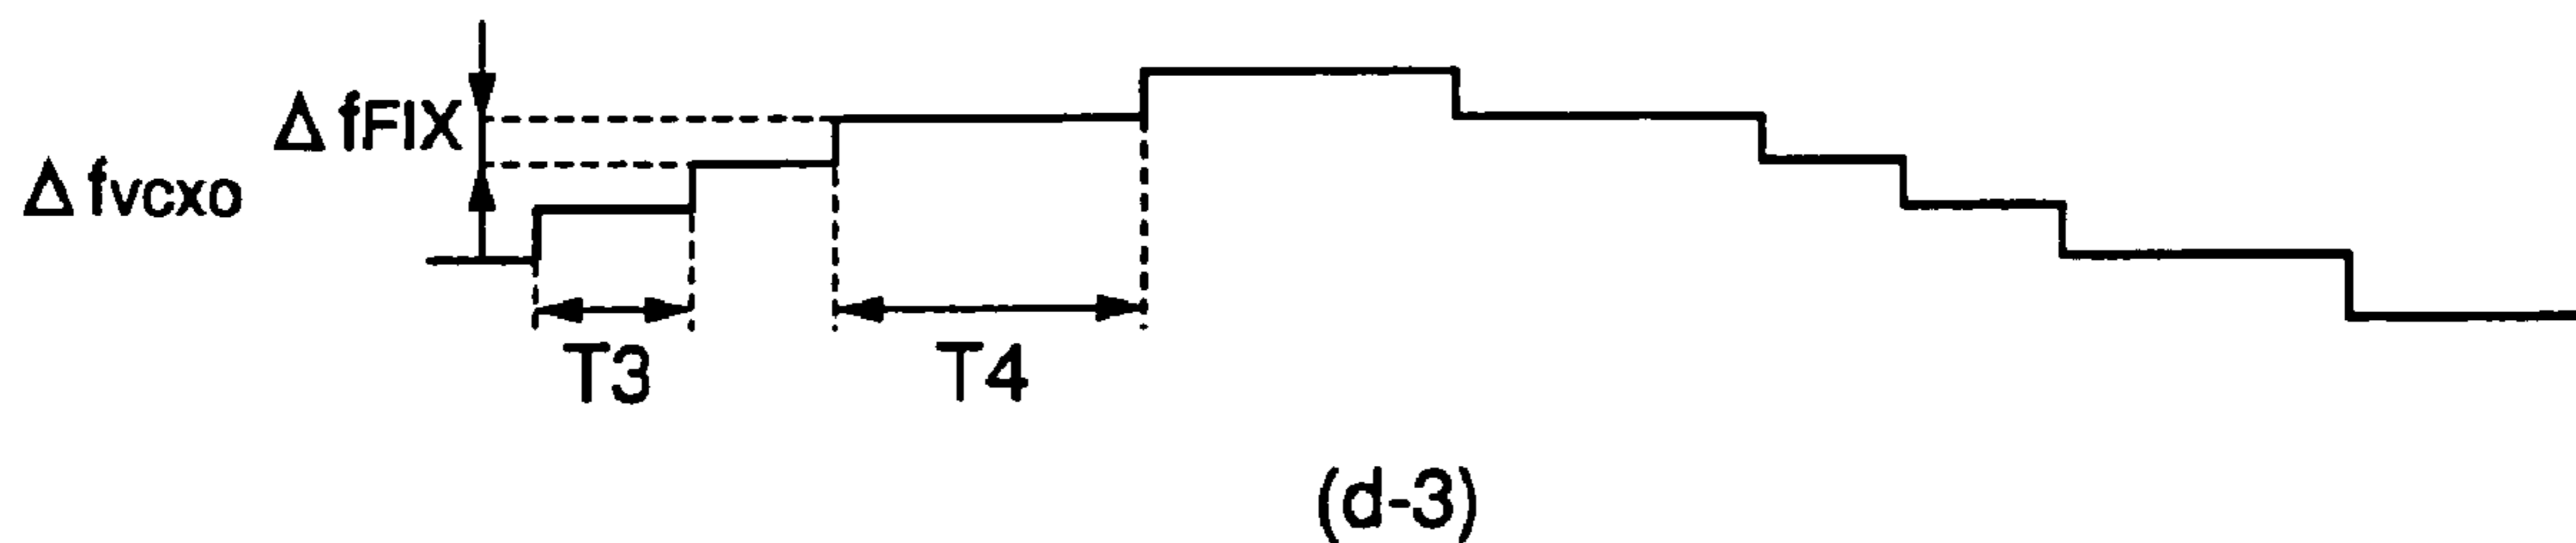 Δ fFIX
Δ fvcxo
T3 T4
(d-3)